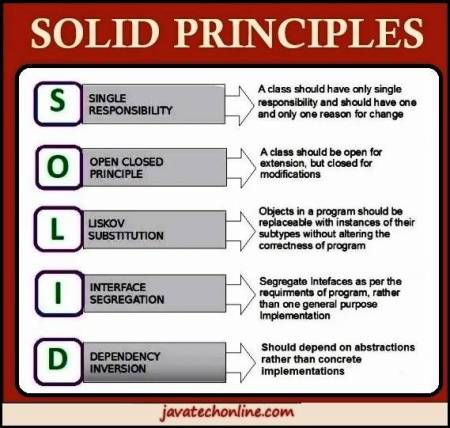 SOLID PRINCIPLES
S
SINGLE
RESPONSIBILITY
A class should have only single
responsibility and should have one
and only one reason for change
O
OPEN CLOSED
PRINCIPLE
A class should be open for
extension, but closed for
modifications
L
LISKOV
SUBSTITUTION
Objects in a program should be
replaceable with instances of their
subtypes without altering the
correctness of program
I
INTERFACE
SEGREGATION
Segregate Intefaces as per the
requirments of program, rather
than one general purpose
Implementation
D
DEPENDENCY
INVERSION
Should depend on abstractions
rather than concrete
implementations
javatechonline.com